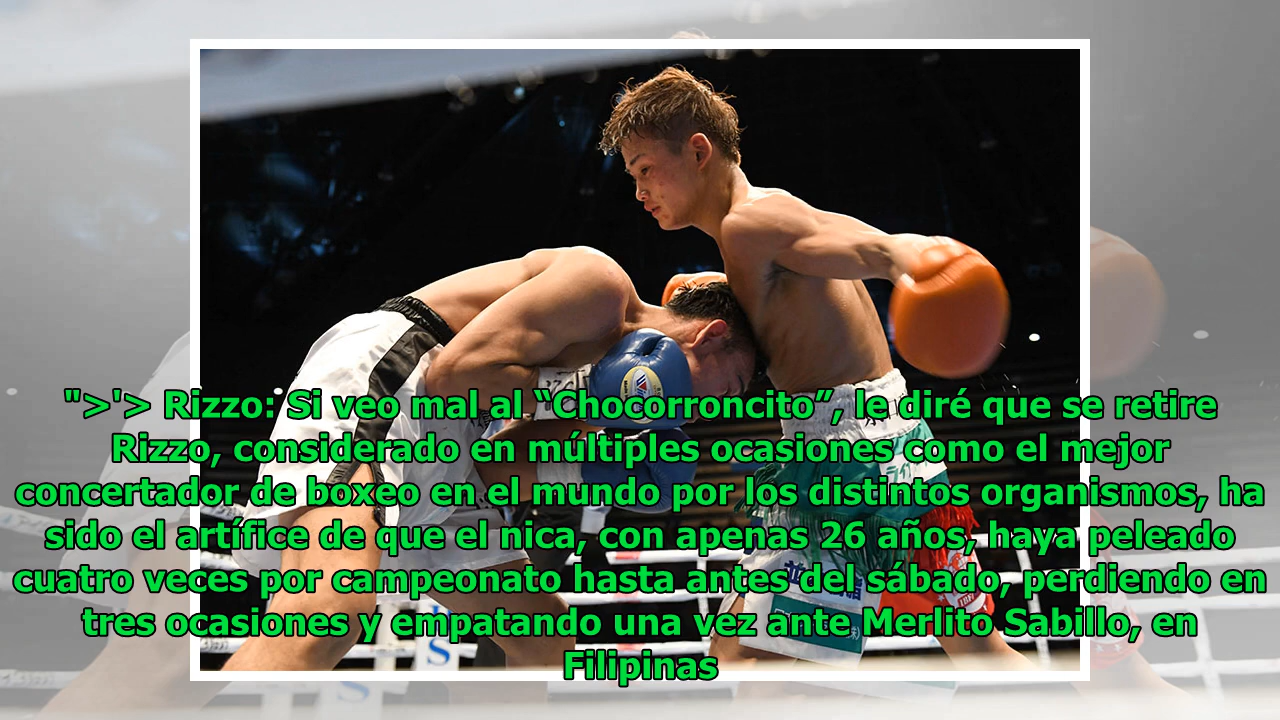 ">'> Rizzo: Si veo mal al “Chocorroncito”, le diré que se retire
Rizzo, considerado en múltiples ocasiones como el mejor
concertador de boxeo en el mundo por los distintos organismos, ha
sido el artífice de que el nica, con apenas 26 años, haya peleado
cuatro veces por campeonato hasta antes del sábado, perdiendo en
tres ocasiones y empatando una vez ante Merlito Sabillo, en
Filipinas